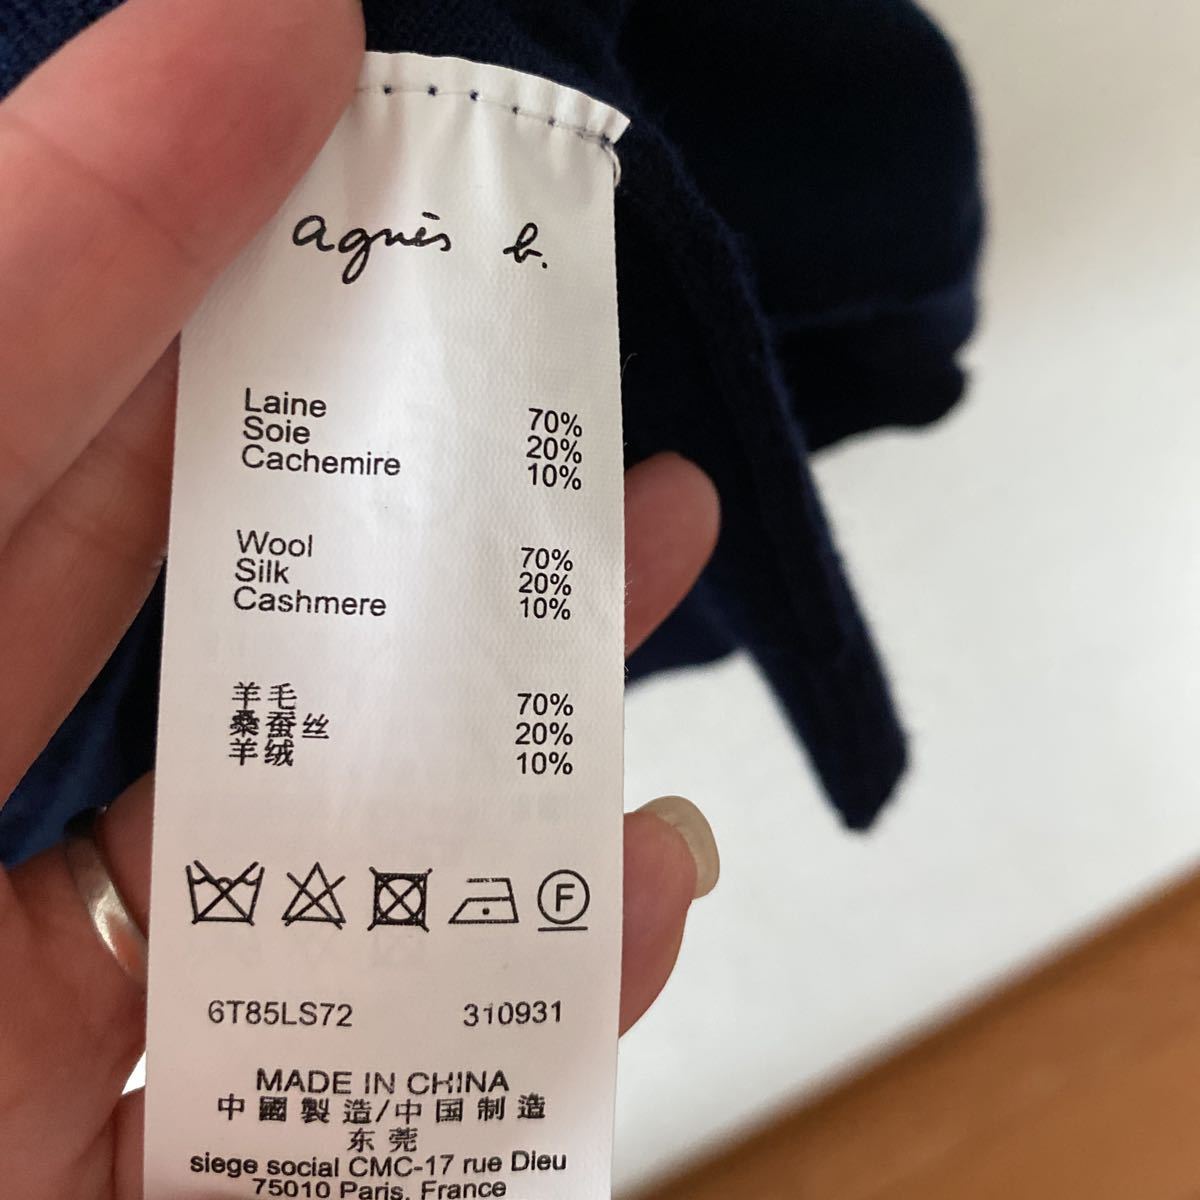 agnès b.
Laine 70%
Soie 20%
Cachemire 10%
Wool 70%
Silk 20%
Cashmere 10%
羊毛 70%
桑蚕丝 20%
羊绒 10%
F
6T85LS72 310931
MADE IN CHINA
中國製造/中国制造
东莞
siege social CMC-17 rue Dieu
75010 Paris, France